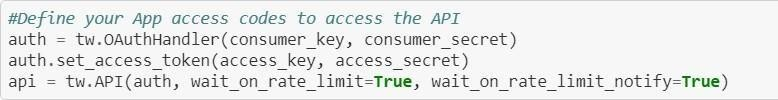 #Define your App access codes to access the API
auth = tw.OAuthHandler(consumer_key, consumer_secret)
auth.set_access_token(access_key, access_secret)
api = tw.API(auth, wait_on_rate_limit=True, wait_on_rate_limit_notify=True)